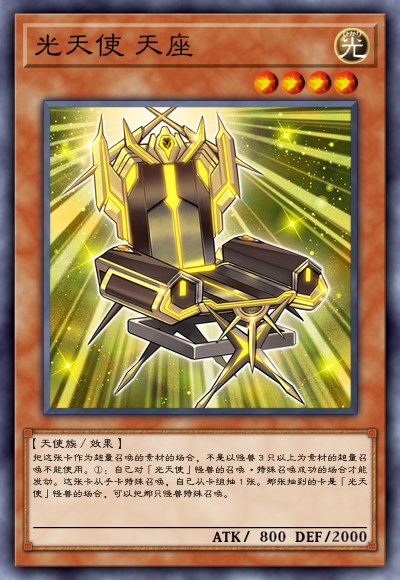 光天使 天座
光
ひかり
【天使族／效果】
把这张卡作为超量召唤的素材的场合，不是以怪兽3只以上为素材的超量召
唤不能使用。①：自己对「光天使」怪兽的召唤·特殊召唤成功的场合才能
发动。这张卡从手卡特殊召唤，自己从卡组抽1张。那张抽到的卡是「光天
使」怪兽的场合，可以把那只怪兽特殊召唤。
ATK/ 800 DEF/2000